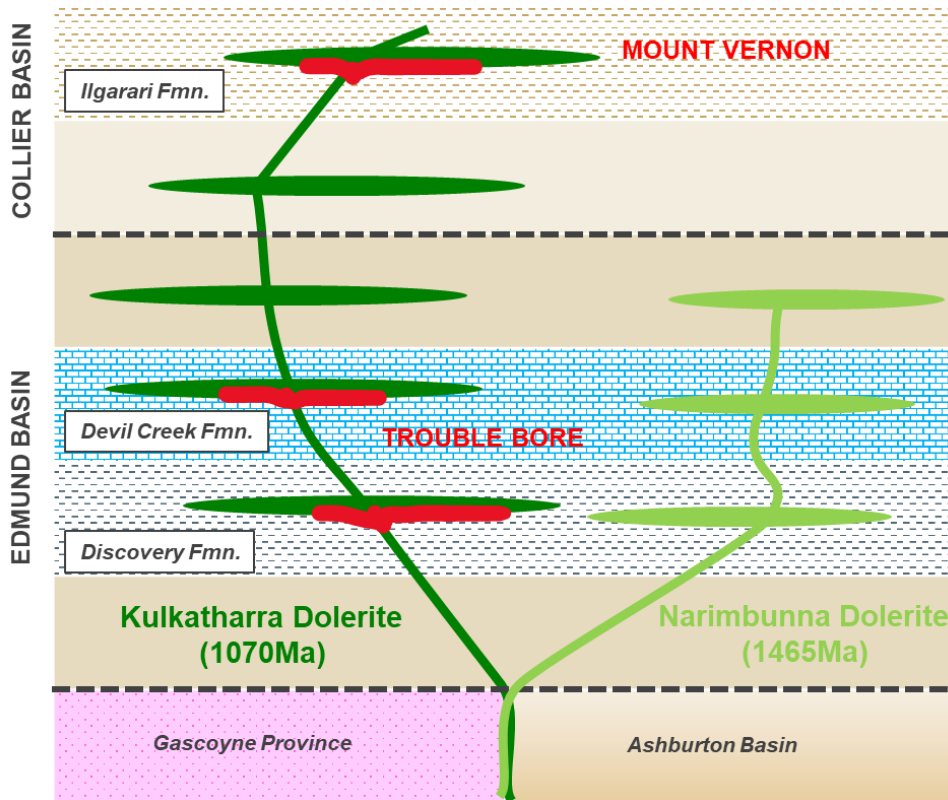 COLLIER BASIN
MOUNT VERNON
Ilgarari Fmn.
EDMUND BASIN
Devil Creek Fmn.
TROUBLE BORE
Discovery Fmn.
Kulkatharra Dolerite
(1070Ma)
Narimbunna Dolerite
(1465Ma)
Gascoyne Province
Ashburton Basin